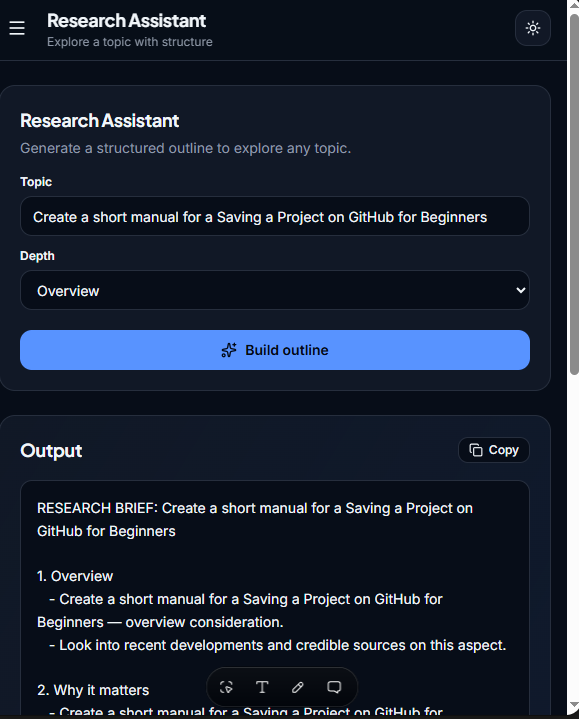 Research Assistant
Explore a topic with structure
Research Assistant
Generate a structured outline to explore any topic.
Topic
Create a short manual for a Saving a Project on GitHub for Beginners
Depth
Overview
Build outline
Output
Copy
RESEARCH BRIEF: Create a short manual for a Saving a Project on
GitHub for Beginners
1. Overview
- Create a short manual for a Saving a Project on GitHub for
Beginners — overview consideration.
- Look into recent developments and credible sources on this aspect.
2. Why it matters
- Create a short manual for a Saving a Project on GitHub for